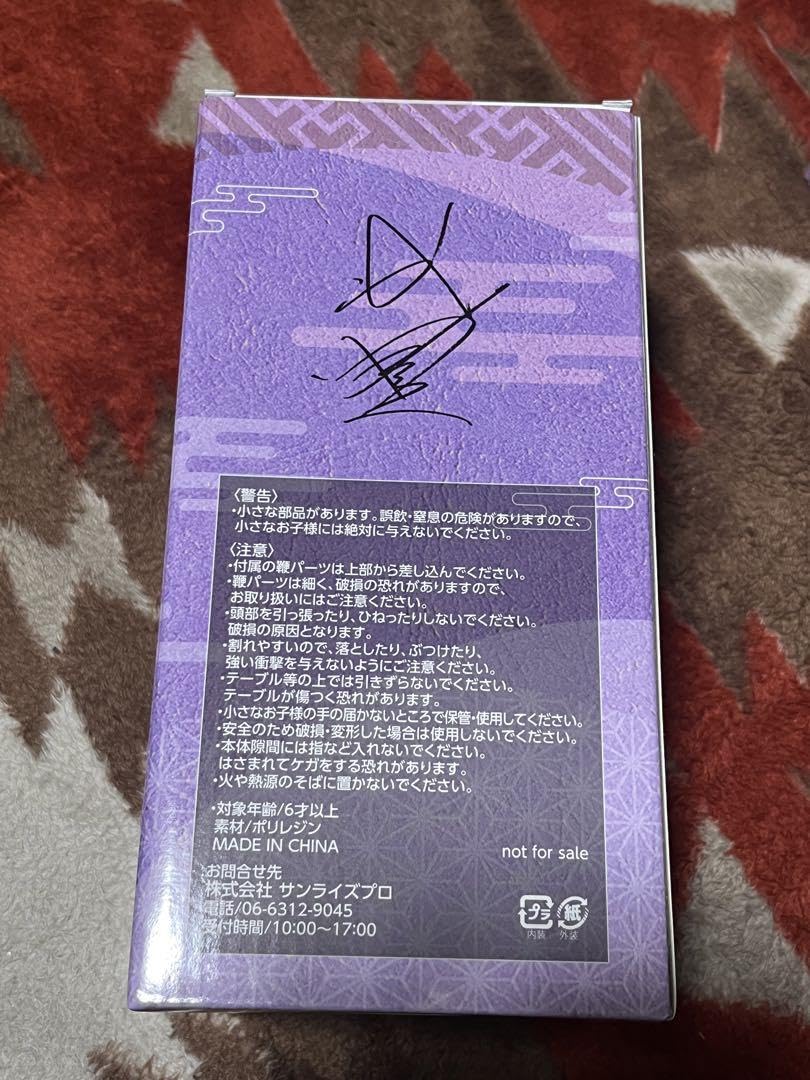 〈警告〉
・小さな部品があります。誤飲・窒息の危険がありますので、
小さなお子様には絶対に与えないでください。
〈注意〉
・付属の鞭パーツは上部から差し込んでください。
・鞭パーツは細く、破損の恐れがありますので、
お取り扱いにはご注意ください。
・頭部を引っ張ったり、ひねったりしないでください。
破損の原因となります。
・割れやすいので、落としたり、ぶつけたり、
強い衝撃を与えないようにご注意ください。
・テーブル等の上では引きずらないでください。
テーブルが傷つく恐れがあります。
・小さなお子様の手の届かないところで保管・使用してください。
・安全のため破損・変形した場合は使用しないでください。
・本体隙間には指など入れないでください。
はさまれてケガをする恐れがあります。
・火や熱源のそばに置かないでください。
・対象年齢/6才以上
素材/ポリレジン
MADE IN CHINA
not for sale
お問合せ先
株式会社 サンライズプロ
電話/06-6312-9045
受付時間/10:00～17:00
プラ 紙
内装 外装